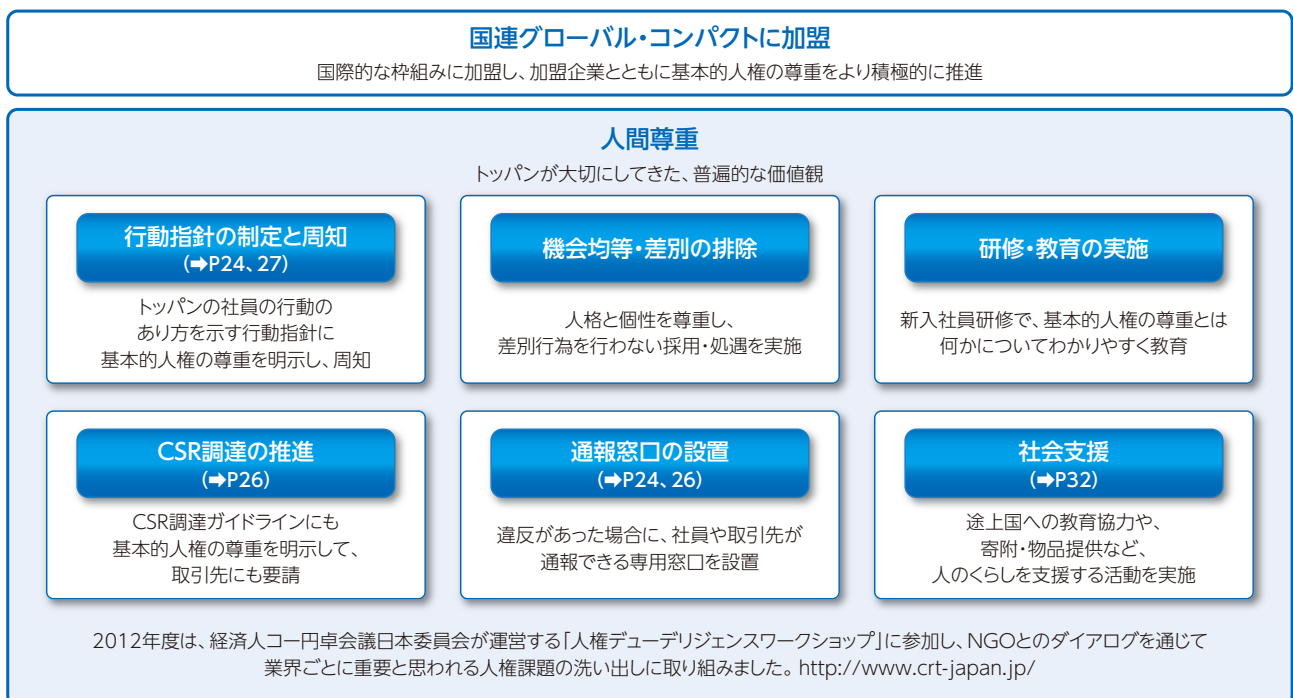 国連グローバル・コンパクトに加盟
国際的な枠組みに加盟し、加盟企業とともに基本的人権の尊重をより積極的に推進
人間尊重
トッパンが大切にしてきた、普遍的な価値観
行動指針の制定と周知
(➡P24、27)
トッパンの社員の行動の
あり方を示す行動指針に
基本的人権の尊重を明示し、周知
機会均等・差別の排除
人格と個性を尊重し、
差別行為を行わない採用・処遇を実施
研修・教育の実施
新入社員研修で、基本的人権の尊重とは
何かについてわかりやすく教育
CSR調達の推進
(➡P26)
CSR調達ガイドラインにも
基本的人権の尊重を明示して、
取引先にも要請
通報窓口の設置
(➡P24、26)
違反があった場合に、社員や取引先が
通報できる専用窓口を設置
社会支援
(➡P32)
途上国への教育協力や、
寄附・物品提供など、
人のくらしを支援する活動を実施
2012年度は、経済人コー円卓会議日本委員会が運営する「人権デューデリジェンスワークショップ」に参加し、NGOとのダイアログを通じて
業界ごとに重要と思われる人権課題の洗い出しに取り組みました。http://www.crt-japan.jp/